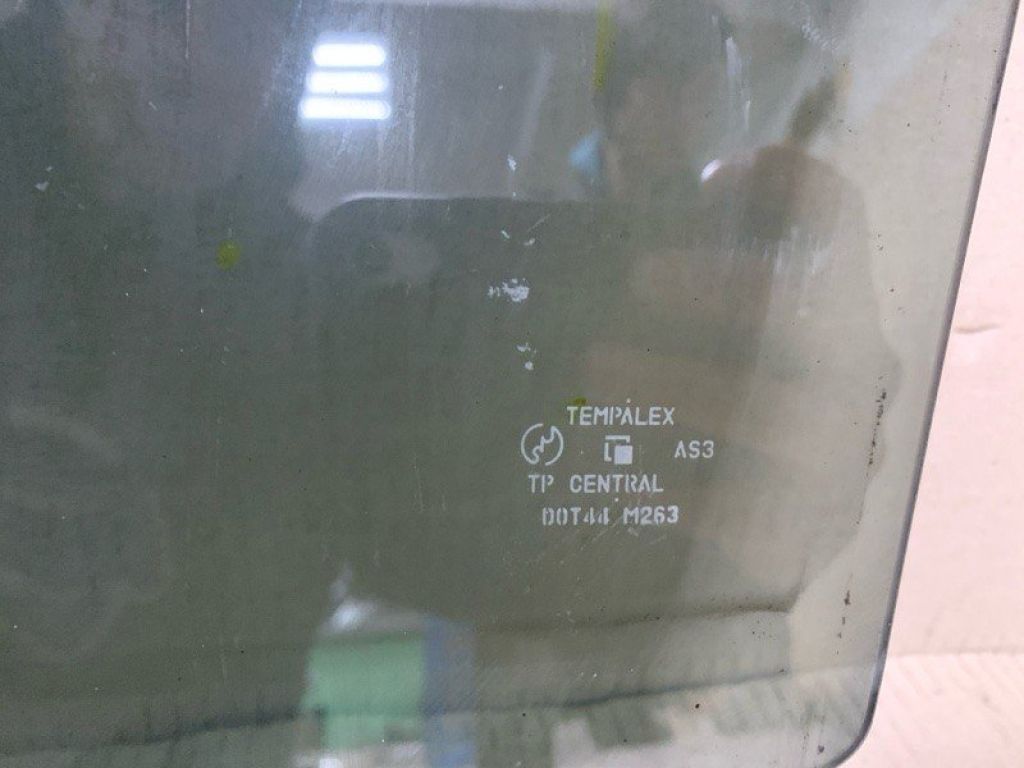 TEMPALEX
AS3
TP CENTRAL
DOT44 M263